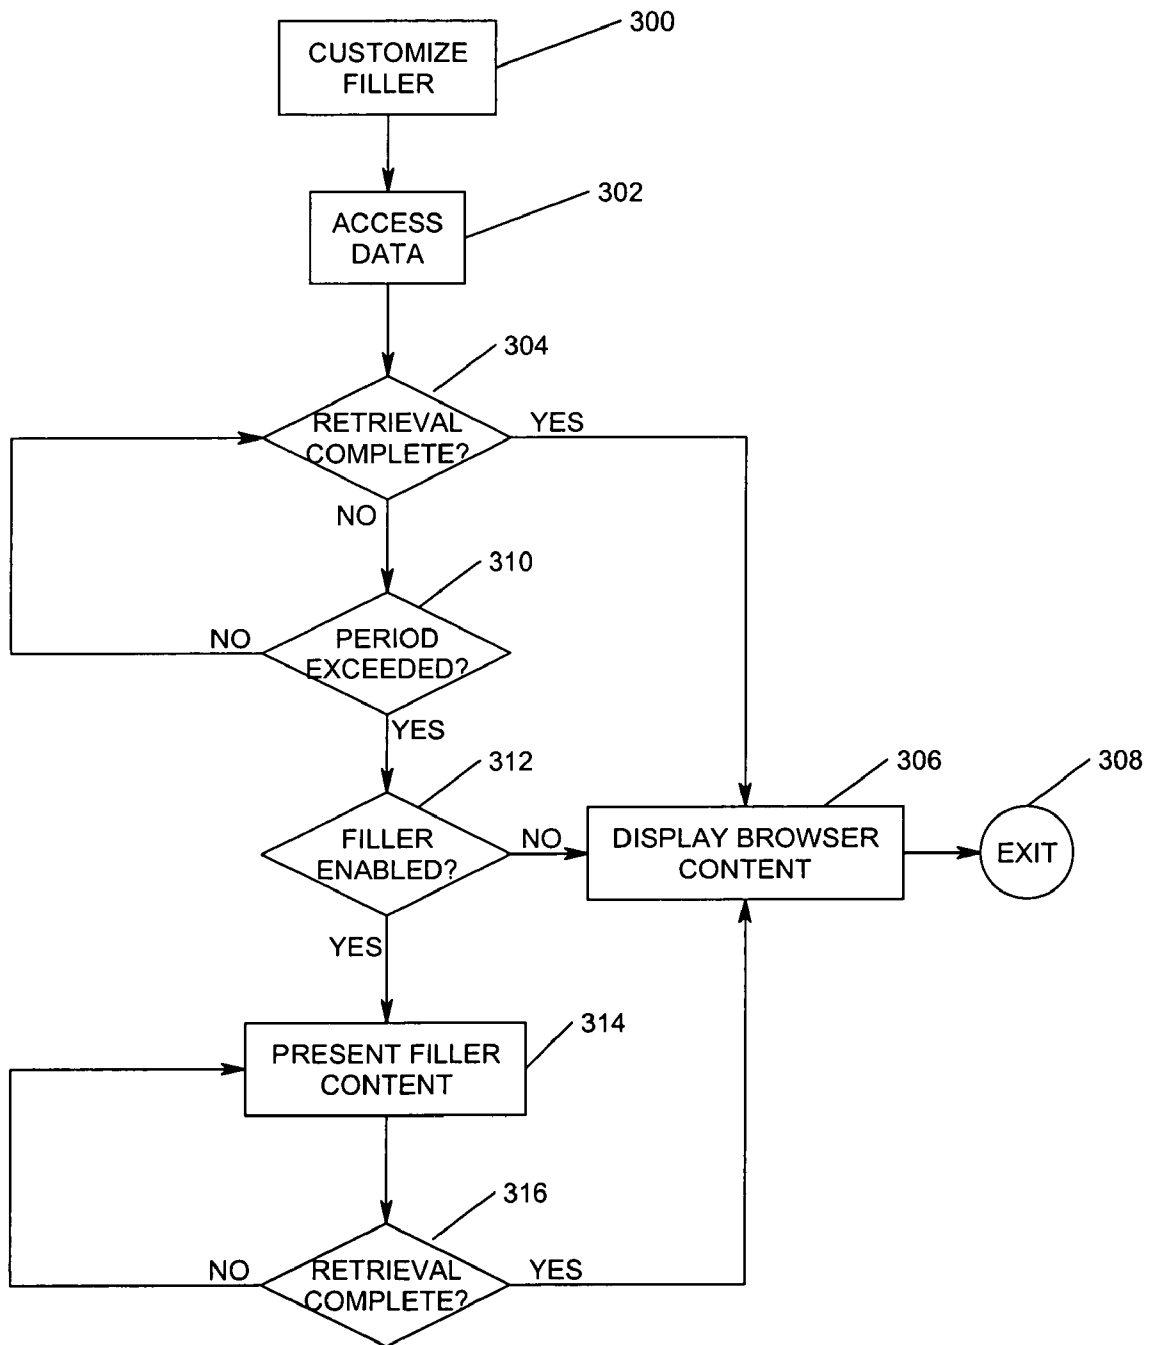 300
CUSTOMIZE
FILLER
302
ACCESS
DATA
304
RETRIEVAL
COMPLETE?
YES
NO
310
PERIOD
EXCEEDED?
NO
YES
312
FILLER
ENABLED?
NO
306
DISPLAY BROWSER
CONTENT
308
EXIT
YES
314
PRESENT FILLER
CONTENT
316
RETRIEVAL
COMPLETE?
NO
YES